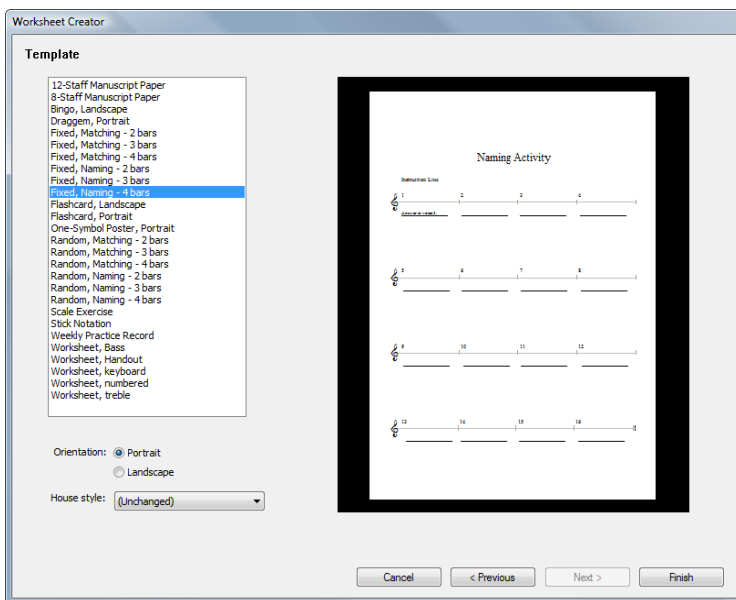 Worksheet Creator
Template
12-Staff Manuscript Paper
8-Staff Manuscript Paper
Bingo, Landscape
Draggem, Portrait
Fixed, Matching - 2 bars
Fixed, Matching - 3 bars
Fixed, Matching - 4 bars
Fixed, Naming - 2 bars
Fixed, Naming - 3 bars
Fixed, Naming - 4 bars
Flashcard, Landscape
Flashcard, Portrait
One-Symbol Poster, Portrait
Random, Matching - 2 bars
Random, Matching - 3 bars
Random, Matching - 4 bars
Random, Naming - 2 bars
Random, Naming - 3 bars
Random, Naming - 4 bars
Scale Exercise
Stick Notation
Weekly Practice Record
Worksheet, Bass
Worksheet, Handout
Worksheet, keyboard
Worksheet, numbered
Worksheet, treble
Orientation: Portrait
Landscape
House style: (Unchanged)
Naming Activity
Instruction Line
1 2 3 4
5 6 7 8
9 10 11 12
13 14 15 16
Cancel < Previous Next > Finish